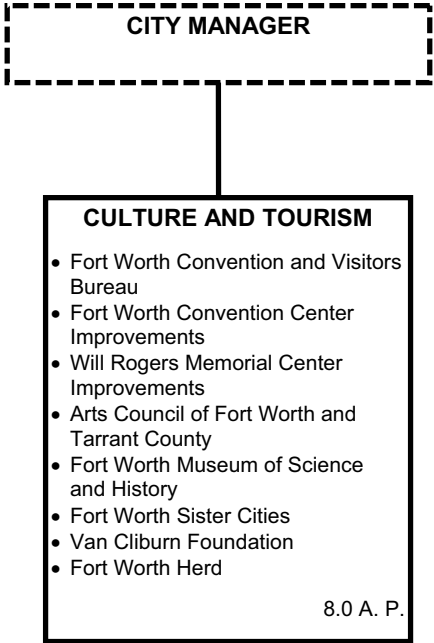 CITY MANAGER
CULTURE AND TOURISM
• Fort Worth Convention and Visitors
Bureau
• Fort Worth Convention Center
Improvements
• Will Rogers Memorial Center
Improvements
• Arts Council of Fort Worth and
Tarrant County
• Fort Worth Museum of Science
and History
• Fort Worth Sister Cities
• Van Cliburn Foundation
• Fort Worth Herd
8.0 A. P.